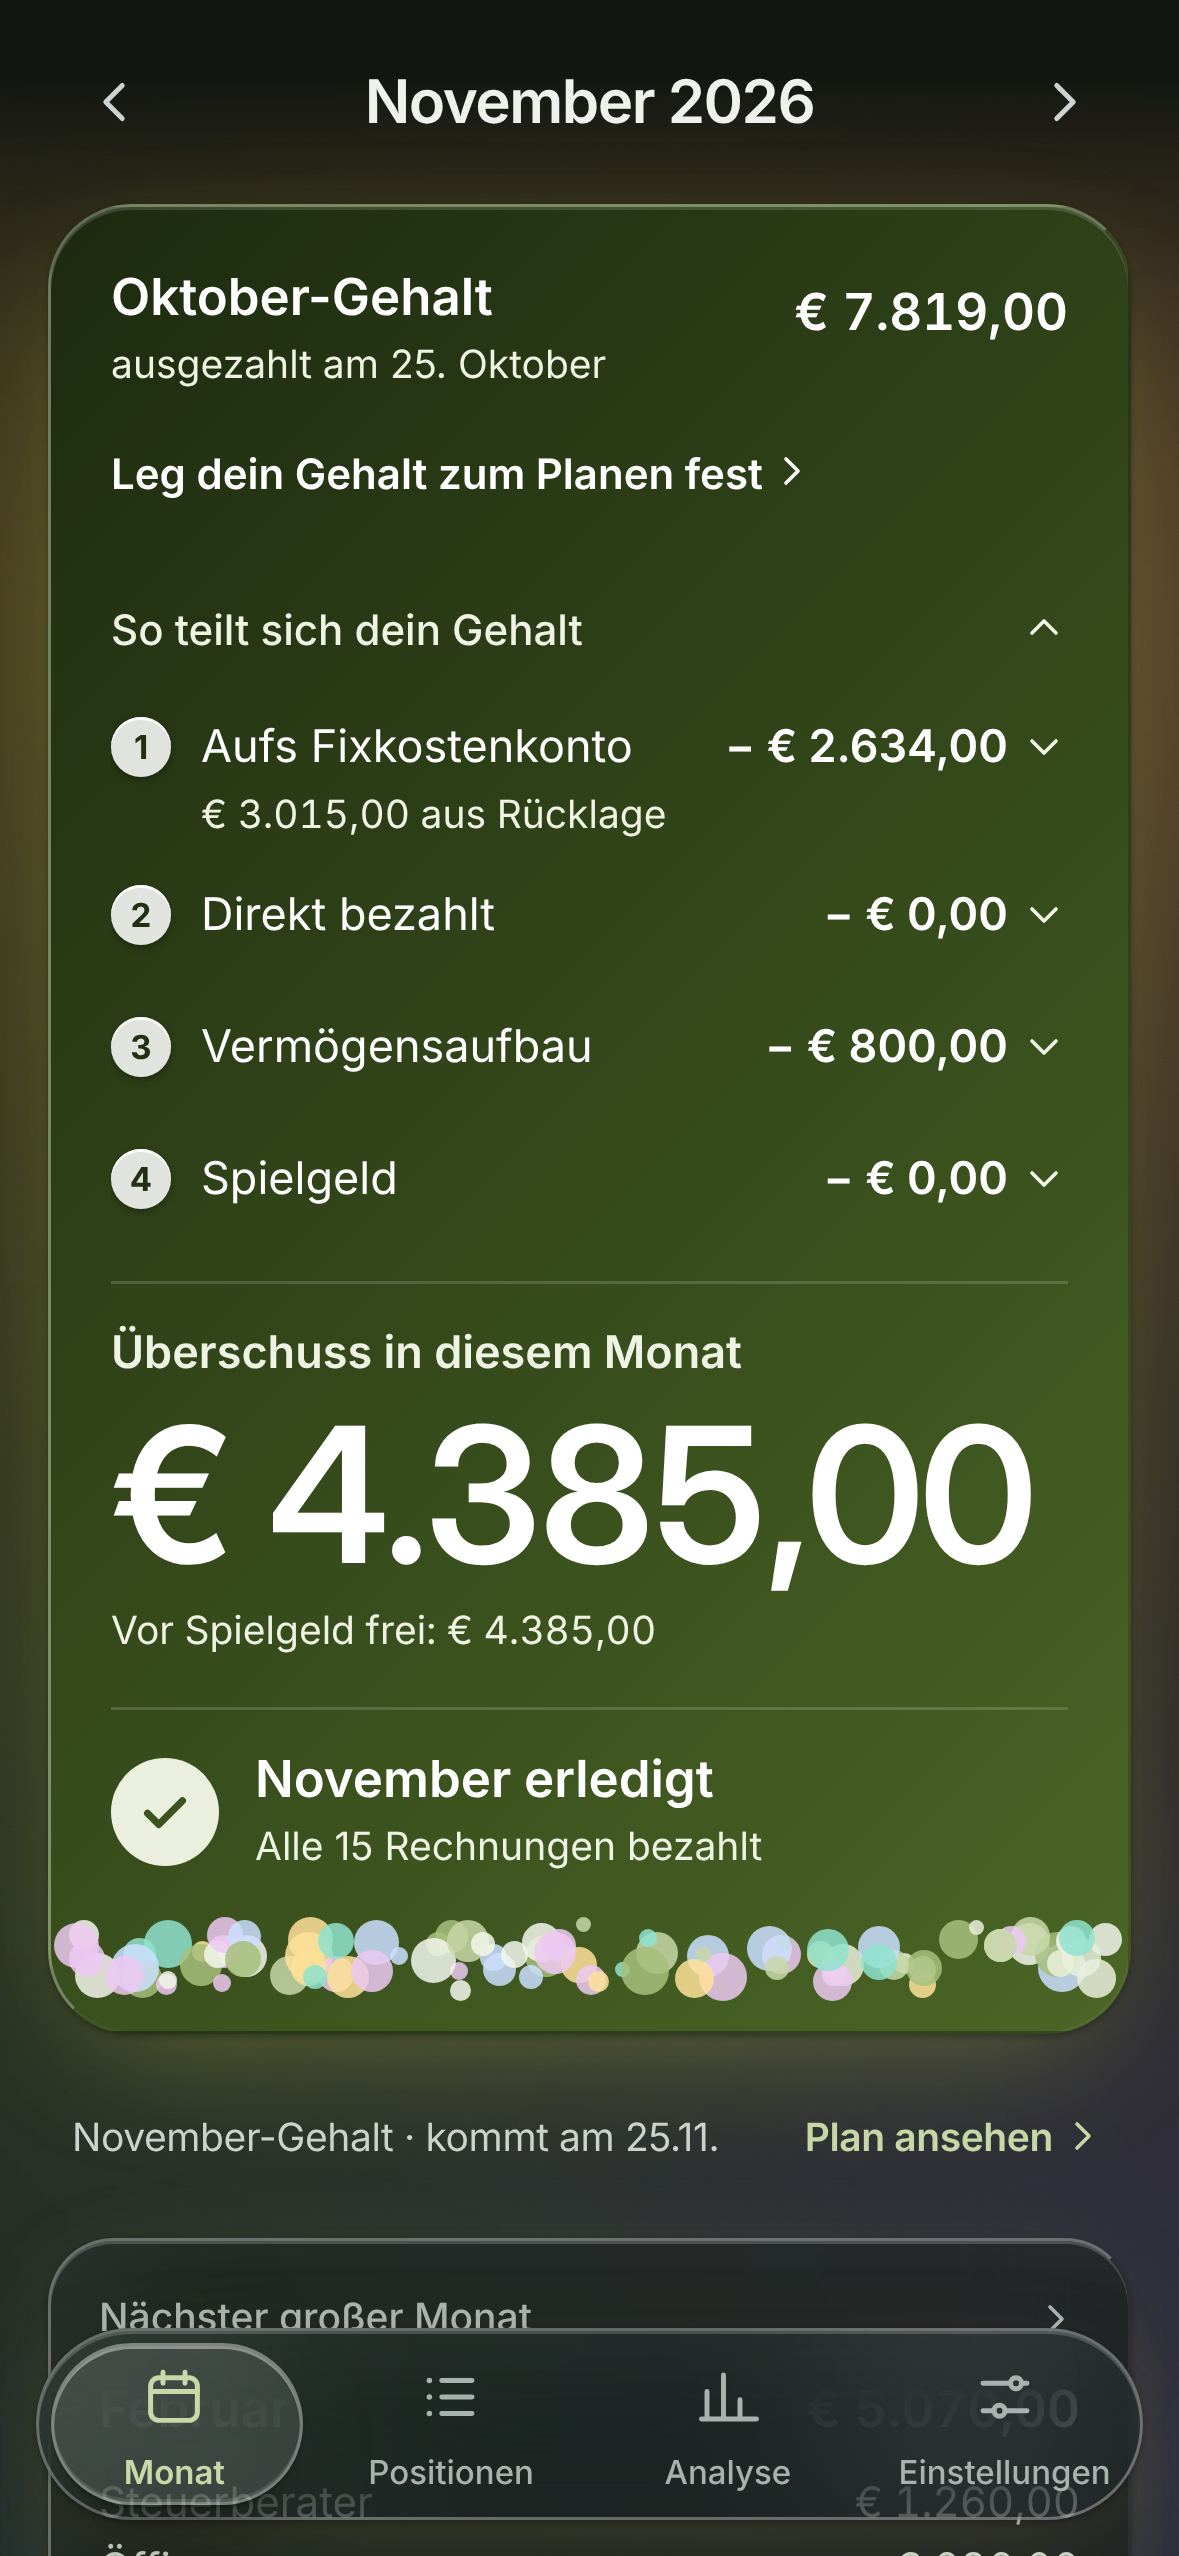 November 2026
Oktober-Gehalt
€ 7.819,00
ausgezahlt am 25. Oktober
Leg dein Gehalt zum Planen fest
So teilt sich dein Gehalt
1 Aufs Fixkostenkonto – € 2.634,00
€ 3.015,00 aus Rücklage
2 Direkt bezahlt – € 0,00
3 Vermögensaufbau – € 800,00
4 Spielgeld – € 0,00
Überschuss in diesem Monat
€ 4.385,00
Vor Spielgeld frei: € 4.385,00
November erledigt
Alle 15 Rechnungen bezahlt
November-Gehalt · kommt am 25.11. Plan ansehen
Nächster großer Monat
Februar
Monat Positionen Analyse Einstellungen
Steuerberater € 1.260,00